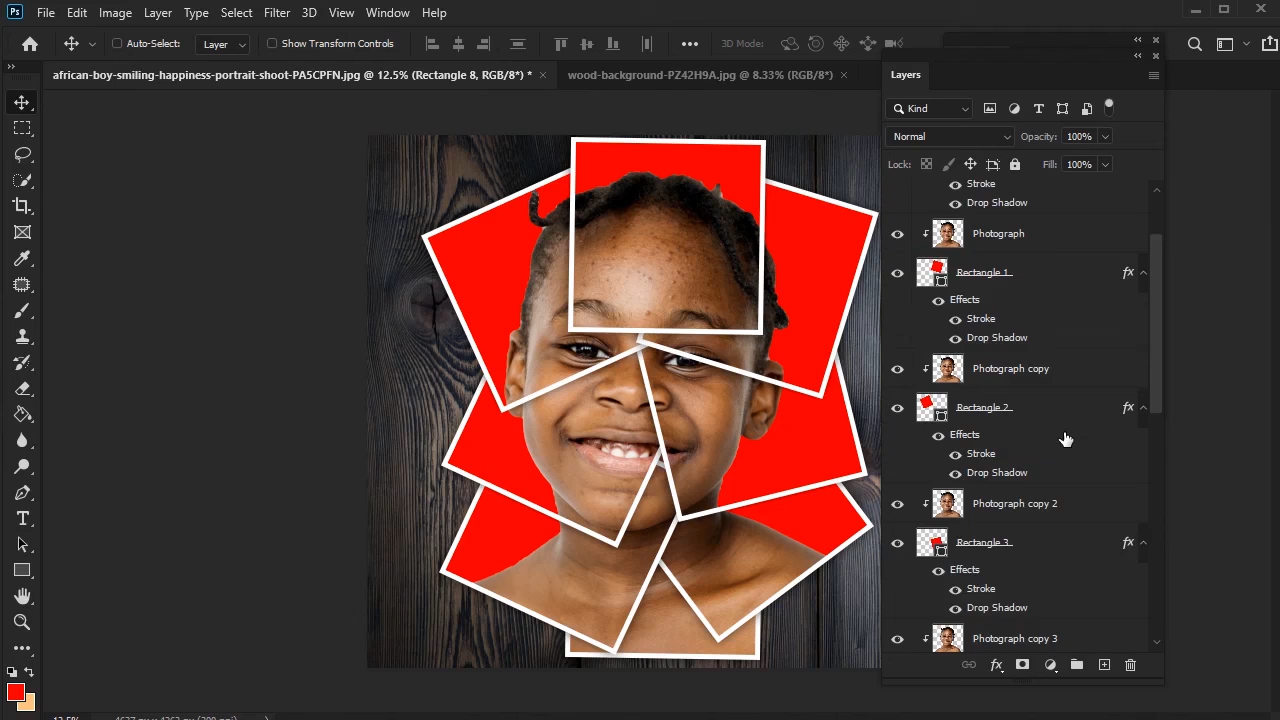 Ps File Edit Image Layer Type Select Filter 3D View Window Help
Auto-Select: Layer Show Transform Controls 3D Mode:
african-boy-smiling-happiness-portrait-shoot-PA5CPFN.jpg @ 12.5% (Rectangle 8, RGB/8*) * wood-background-PZ42H9A.jpg @ 8.33% (RGB/8*)
Layers
Kind
Normal Opacity: 100%
Lock: Fill: 100%
Stroke
Drop Shadow
Photograph
Rectangle 1 fx
Effects
Stroke
Drop Shadow
Photograph copy
Rectangle 2 fx
Effects
Stroke
Drop Shadow
Photograph copy 2
Rectangle 3 fx
Effects
Stroke
Drop Shadow
Photograph copy 3
fx